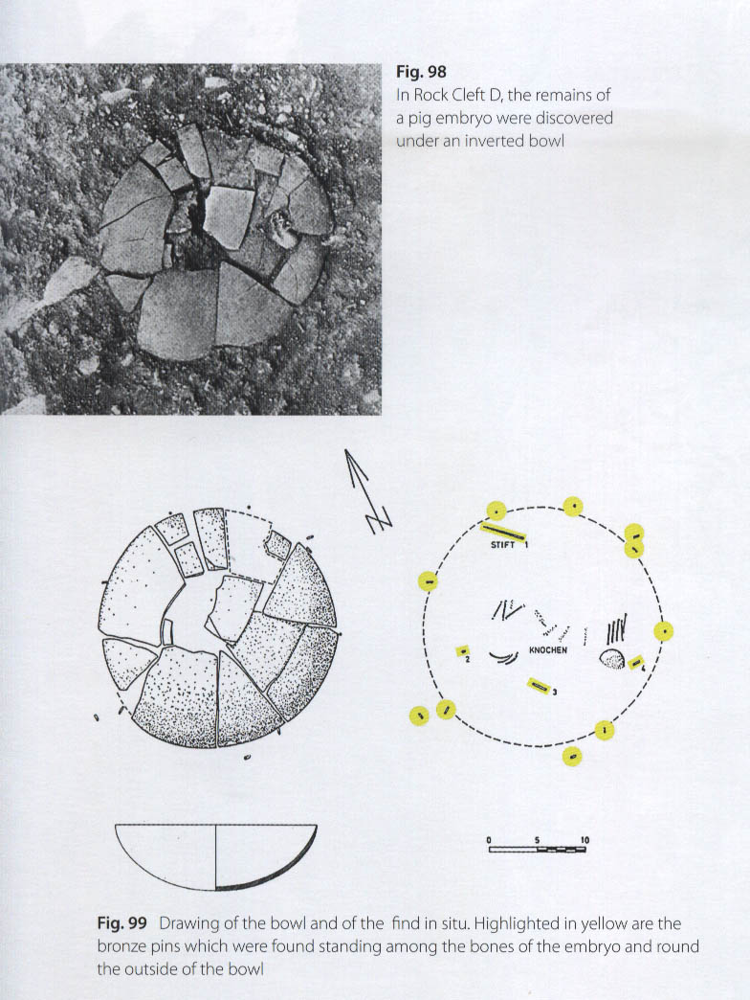 Fig. 98
In Rock Cleft D, the remains of
a pig embryo were discovered
under an inverted bowl
N
STIFT 1
KNOCHEN
2
4
3
0 5 10
Fig. 99 Drawing of the bowl and of the find in situ. Highlighted in yellow are the
bronze pins which were found standing among the bones of the embryo and round
the outside of the bowl